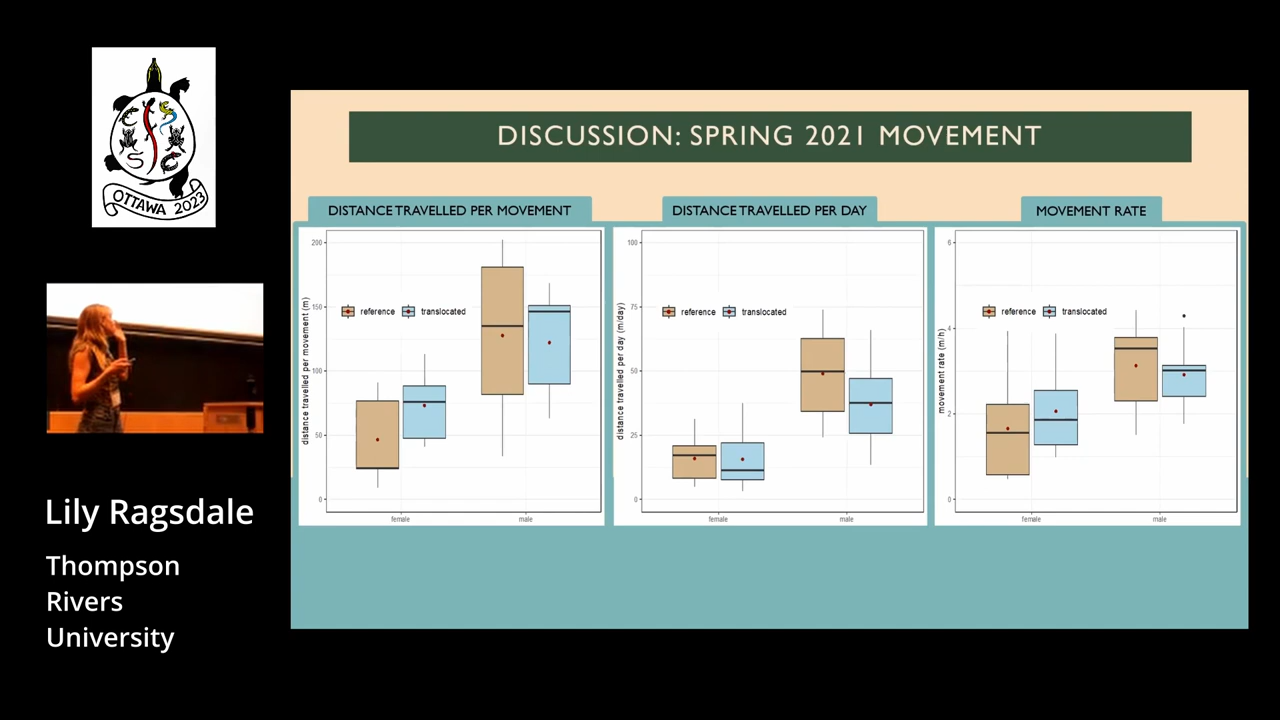 C
S
S
C
OTTAWA 2023
Lily Ragsdale
Thompson
Rivers
University
DISCUSSION: SPRING 2021 MOVEMENT
DISTANCE TRAVELLED PER MOVEMENT
distance travelled per movement (m)
200
150
100
50
0
reference translocated
female male
DISTANCE TRAVELLED PER DAY
distance travelled per day (m/day)
100
75
50
25
0
reference translocated
female male
MOVEMENT RATE
movement rate (m/h)
6
4
2
0
reference translocated
female male